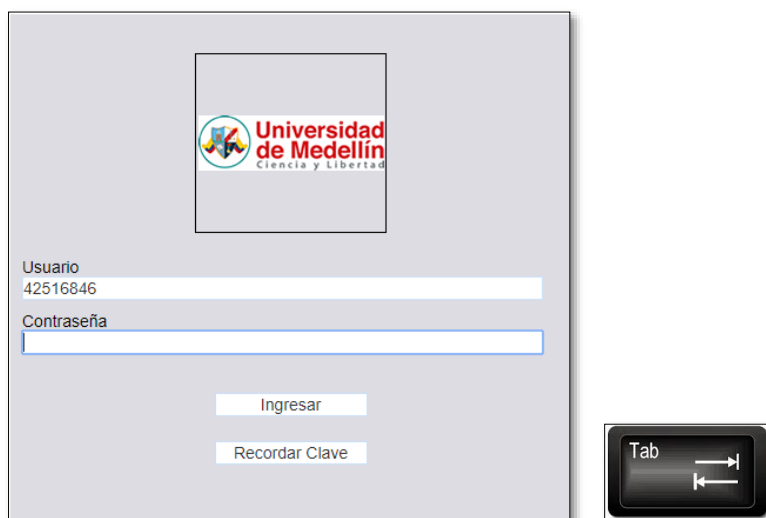 Universidad
de Medellín
Ciencia y Libertad
Usuario
42516846
Contraseña
Ingresar
Recordar Clave
Tab